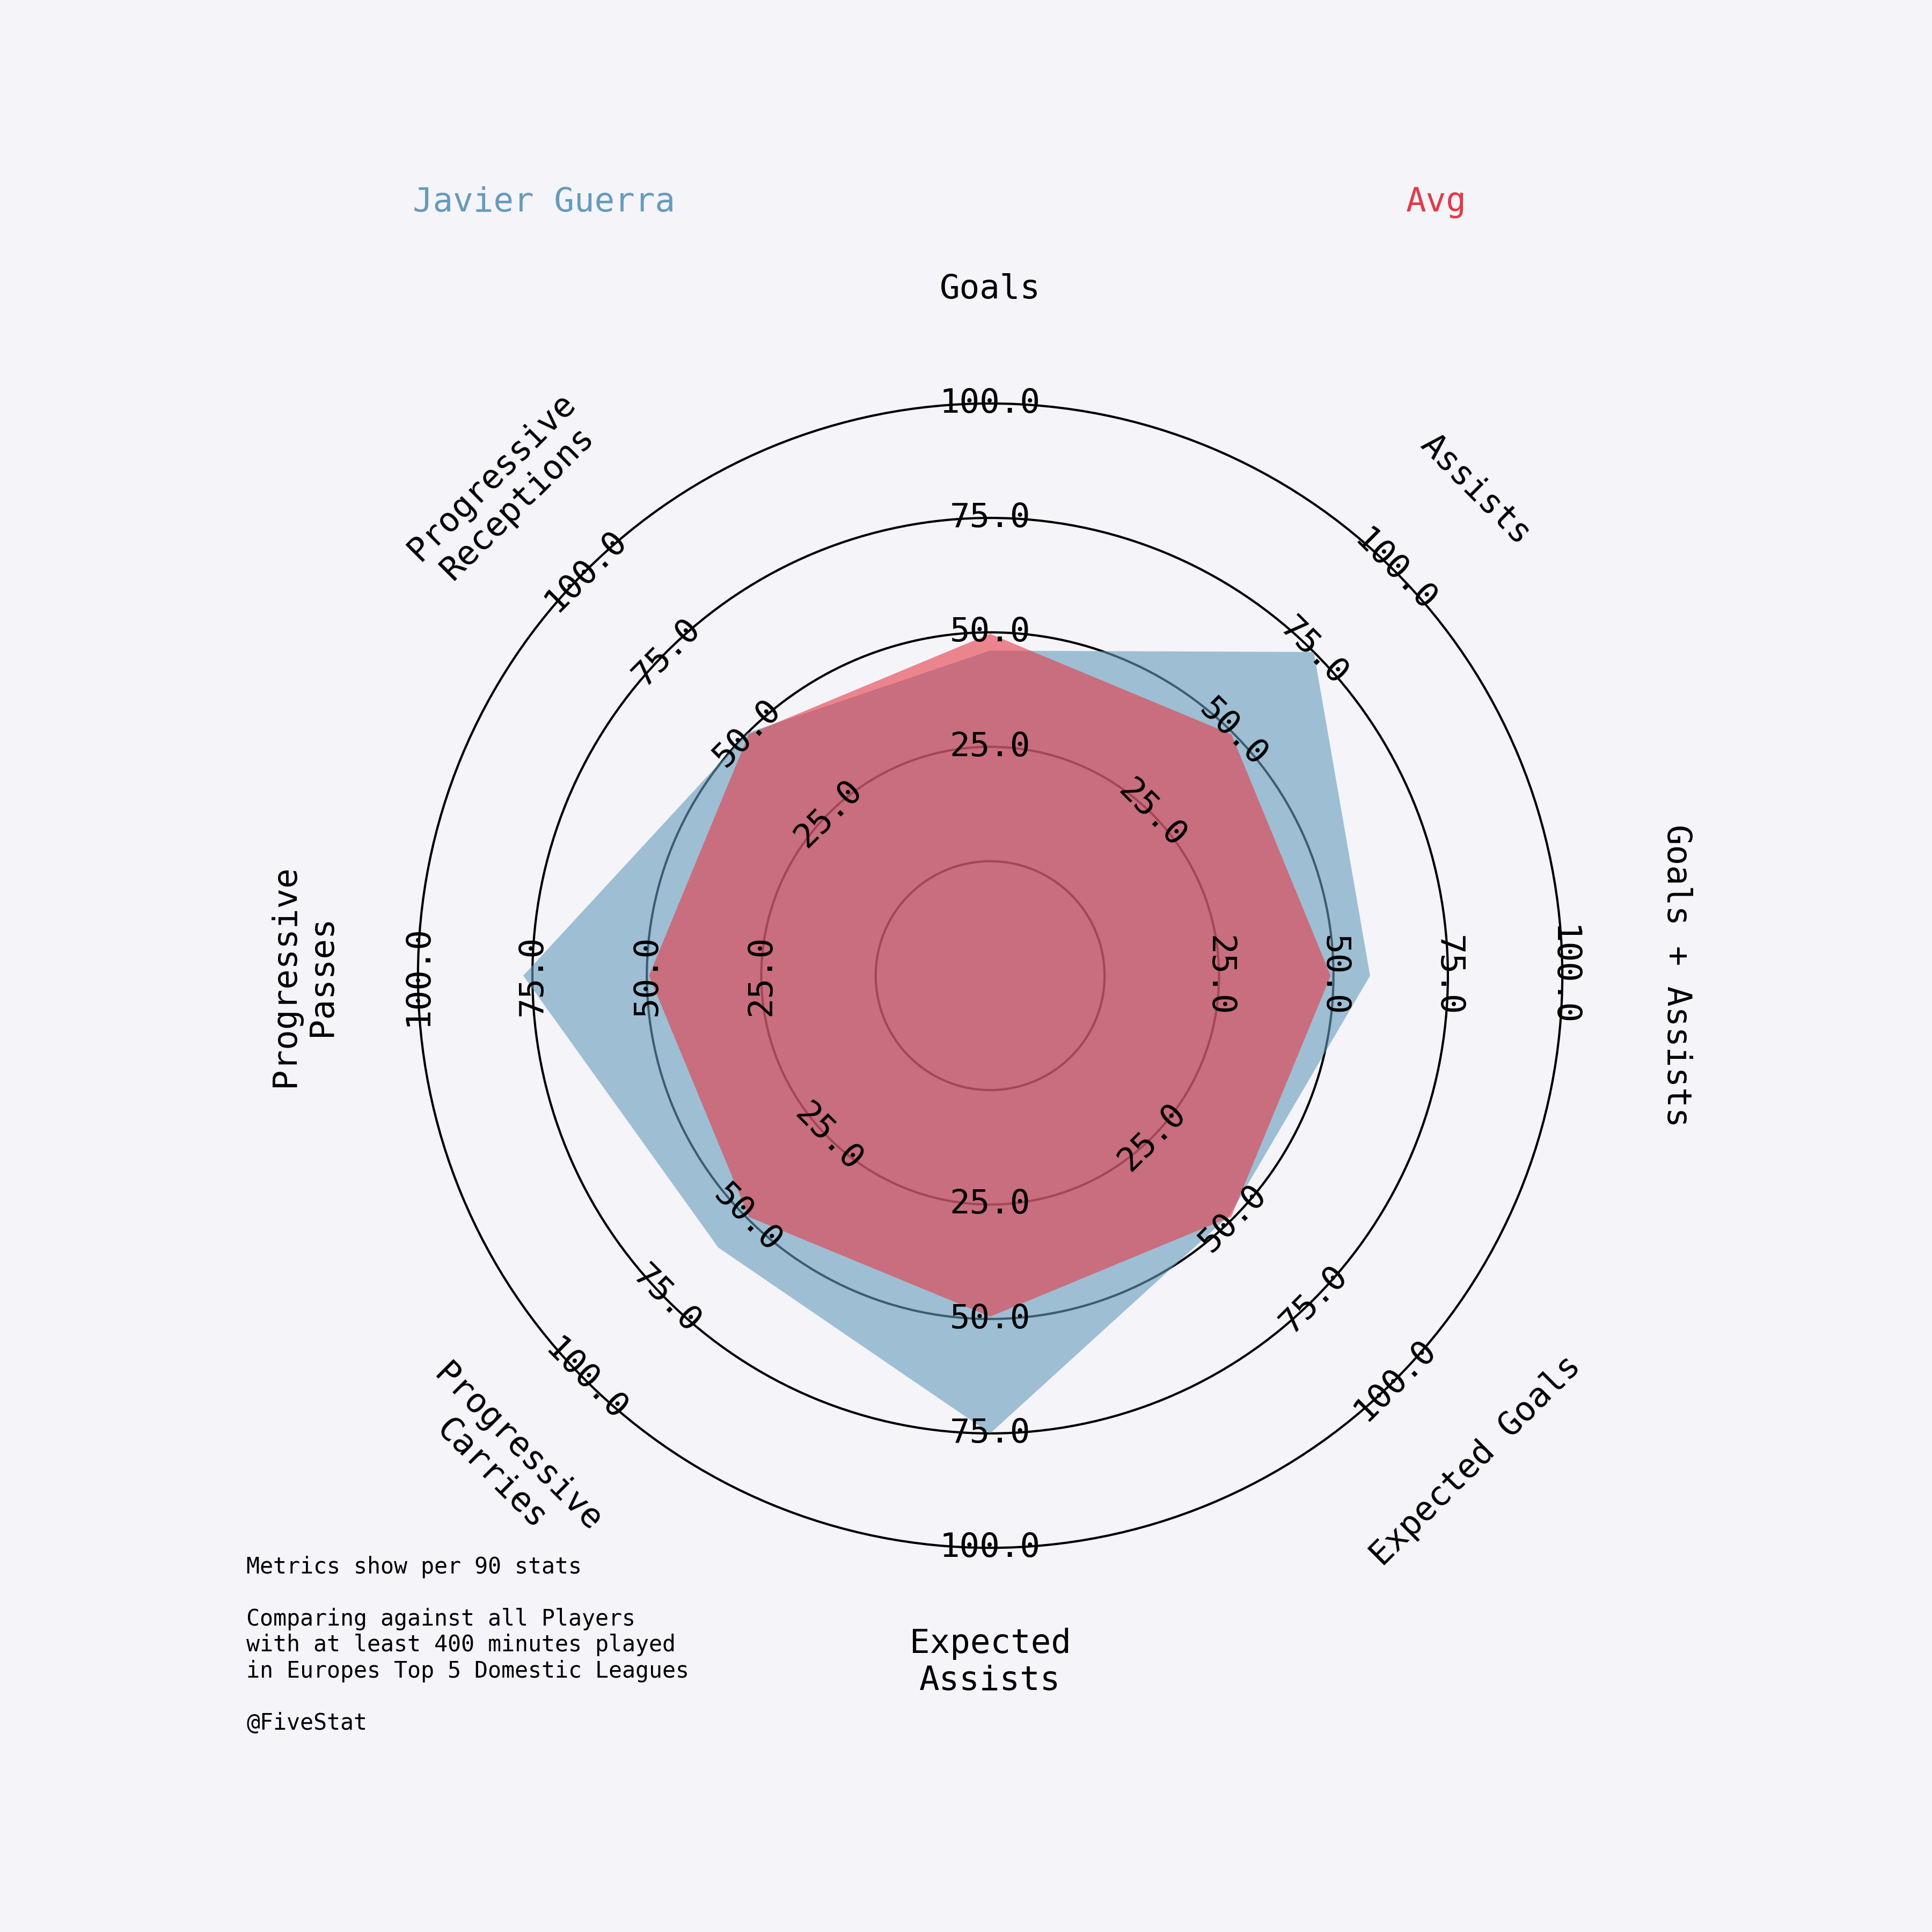 Javier Guerra
Avg
Goals
Assists
Goals + Assists
Expected Goals
Expected
Assists
Progressive
Carries
Progressive
Passes
Progressive
Receptions
100.0
75.0
50.0
25.0
100.0
75.0
50.0
25.0
100.0
75.0
50.0
25.0
100.0
75.0
50.0
25.0
100.0
75.0
50.0
25.0
100.0
75.0
50.0
25.0
100.0
75.0
50.0
25.0
100.0
75.0
50.0
25.0
Metrics show per 90 stats
Comparing against all Players
with at least 400 minutes played
in Europes Top 5 Domestic Leagues
@FiveStat